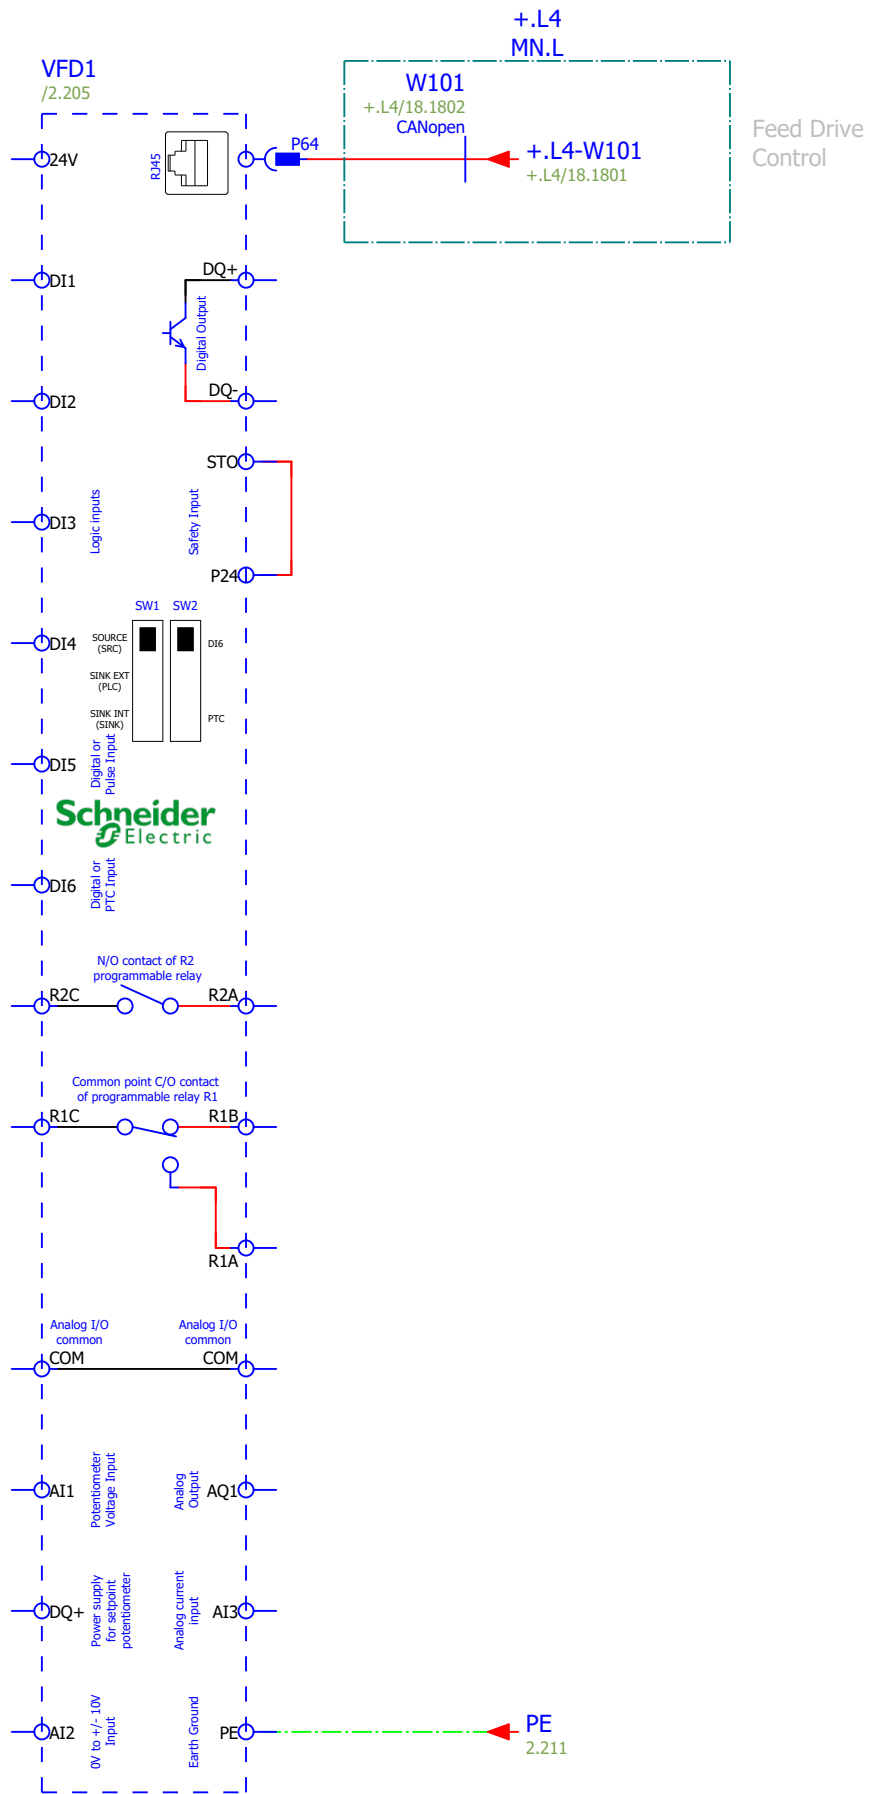 +.L4
MN.L
VFD1
/2.205
W101
+.L4/18.1802
CANopen
Feed Drive
Control
24V
RJ45
P64
+.L4-W101
+.L4/18.1801
DI1
DQ+
Digital Output
DI2
DQ-
STO
DI3
Logic inputs
Safety Input
P24
SW1
SW2
DI4
SOURCE
(SRC)
DI6
SINK EXT
(PLC)
SINK INT
(SINK)
PTC
DI5
Digital or
Pulse Input
Schneider
Electric
DI6
Digital or
PTC Input
N/O contact of R2
programmable relay
R2C
R2A
Common point C/O contact
of programmable relay R1
R1C
R1B
R1A
Analog I/O
common
Analog I/O
common
COM
COM
AI1
Potentiometer
Voltage Input
Analog
Output
AQ1
DQ+
Power supply
for setpoint
potentiometer
Analog current
input
AI3
AI2
0V to +/- 10V
Input
Earth Ground
PE
PE
2.211